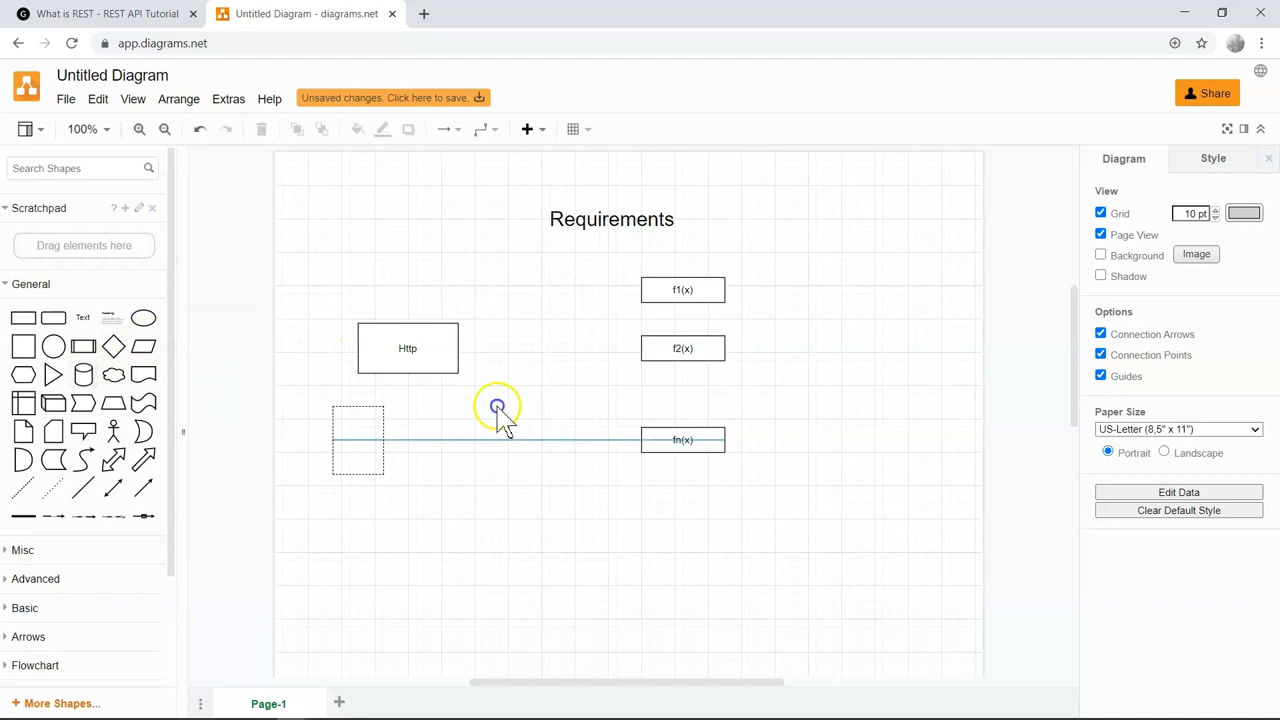 What is REST - REST API Tutorial
Untitled Diagram - diagrams.net
app.diagrams.net
Untitled Diagram
File Edit View Arrange Extras Help
Unsaved changes. Click here to save.
Share
100%
Search Shapes
Scratchpad
?
Drag elements here
General
Text
Heading
Misc
Advanced
Basic
Arrows
Flowchart
+ More Shapes...
Requirements
f1(x)
Http
f2(x)
fn(x)
Page-1
Diagram
Style
View
Grid
10 pt
Page View
Background
Image
Shadow
Options
Connection Arrows
Connection Points
Guides
Paper Size
US-Letter (8,5" x 11")
Portrait
Landscape
Edit Data
Clear Default Style